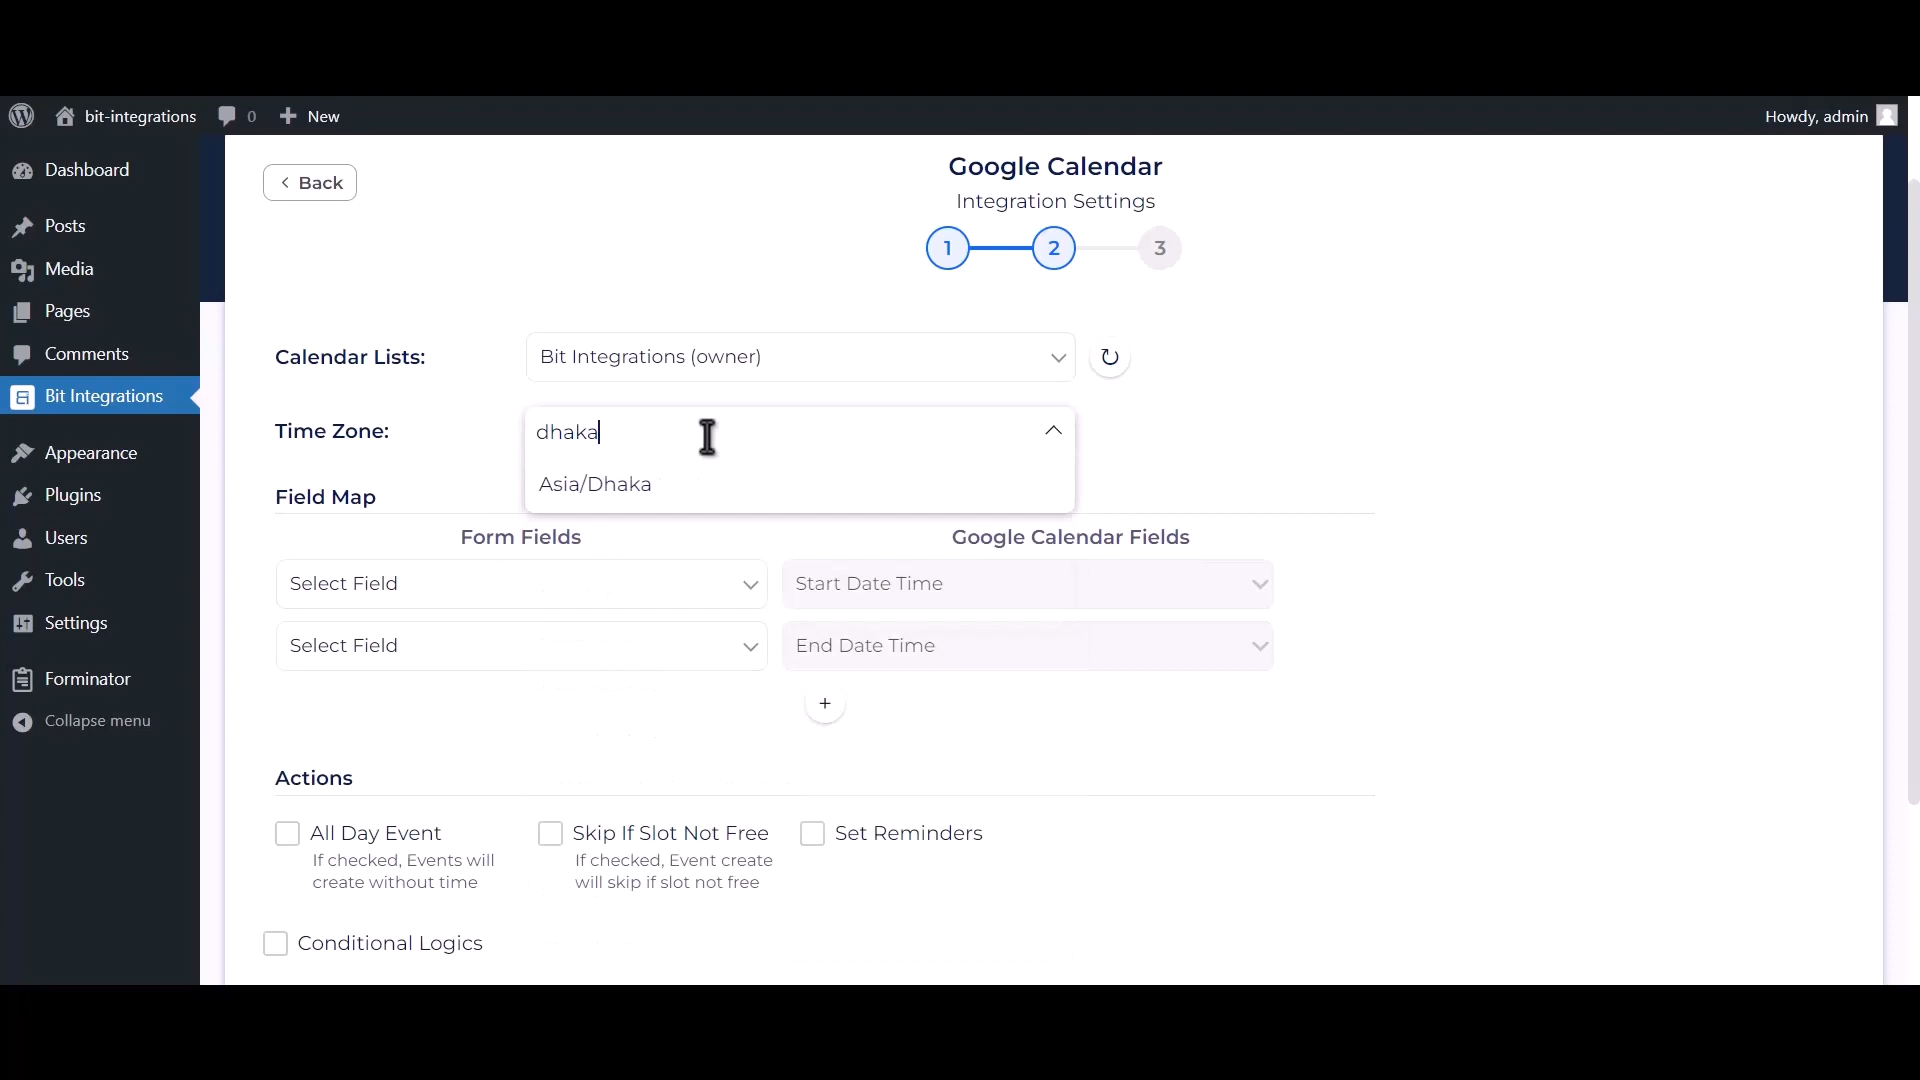 bit-integrations 0 New Howdy, admin
Dashboard
Posts
Media
Pages
Comments
Bit Integrations
Appearance
Plugins
Users
Tools
Settings
Forminator
Collapse menu
Back
Google Calendar
Integration Settings
1 2 3
Calendar Lists: Bit Integrations (owner)
Time Zone: dhaka
Asia/Dhaka
Field Map
Form Fields Google Calendar Fields
Select Field Start Date Time
Select Field End Date Time
+
Actions
All Day Event Skip If Slot Not Free Set Reminders
If checked, Events will If checked, Event create
create without time will skip if slot not free
Conditional Logics